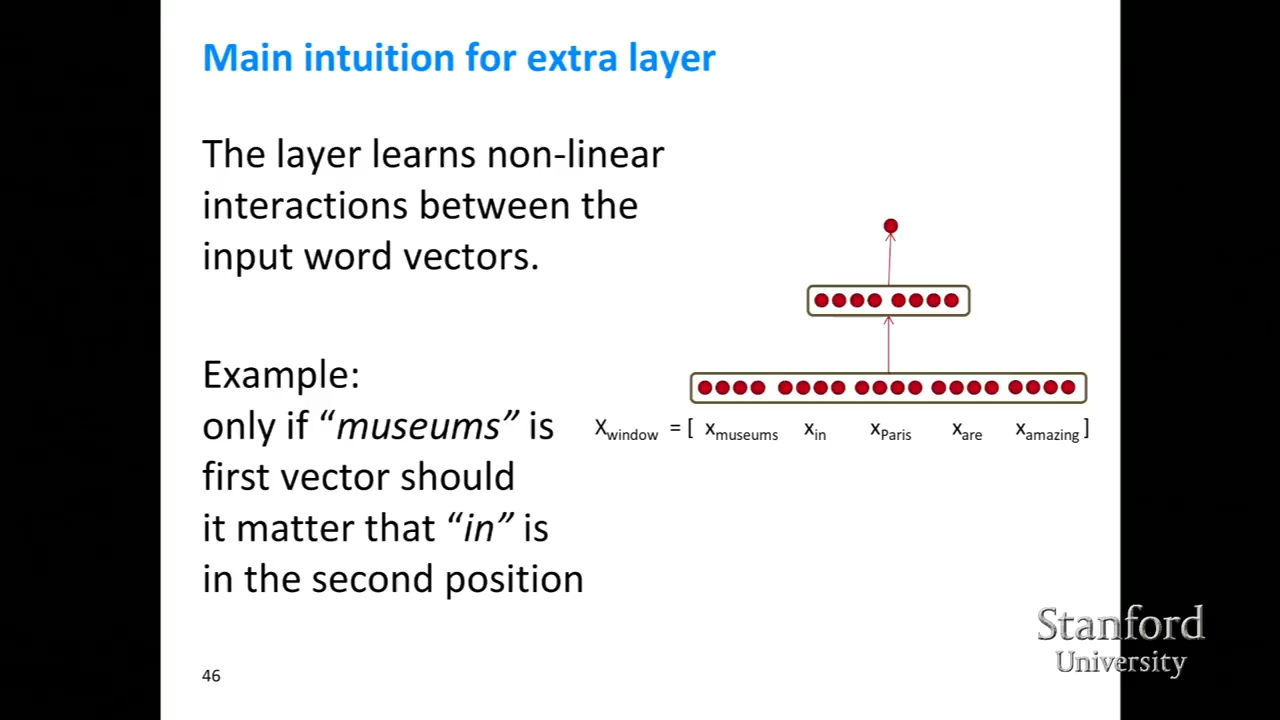 Main intuition for extra layer
The layer learns non-linear
interactions between the
input word vectors.
Example:
only if “museums” is
first vector should
it matter that “in” is
in the second position
Xwindow = [ xmuseums xin xParis xare xamazing ]
46
Stanford
University